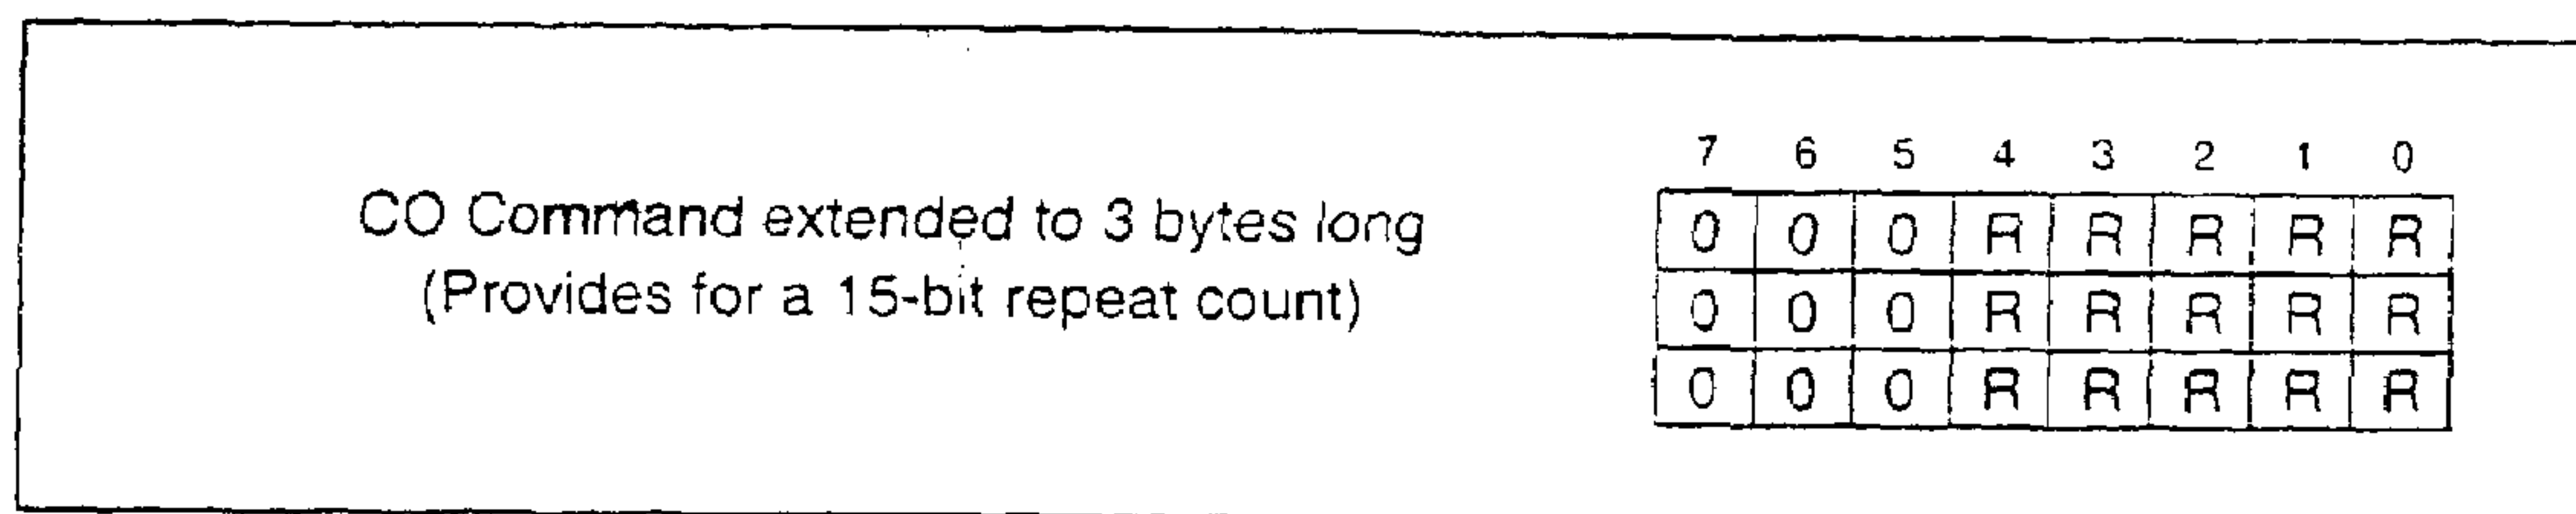 7 6 5 4 3 2 1 0
CO Command extended to 3 bytes long
(Provides for a 15-bit repeat count)
0 0 0 R R R R R
0 0 0 R R R R R
0 0 0 R R R R R